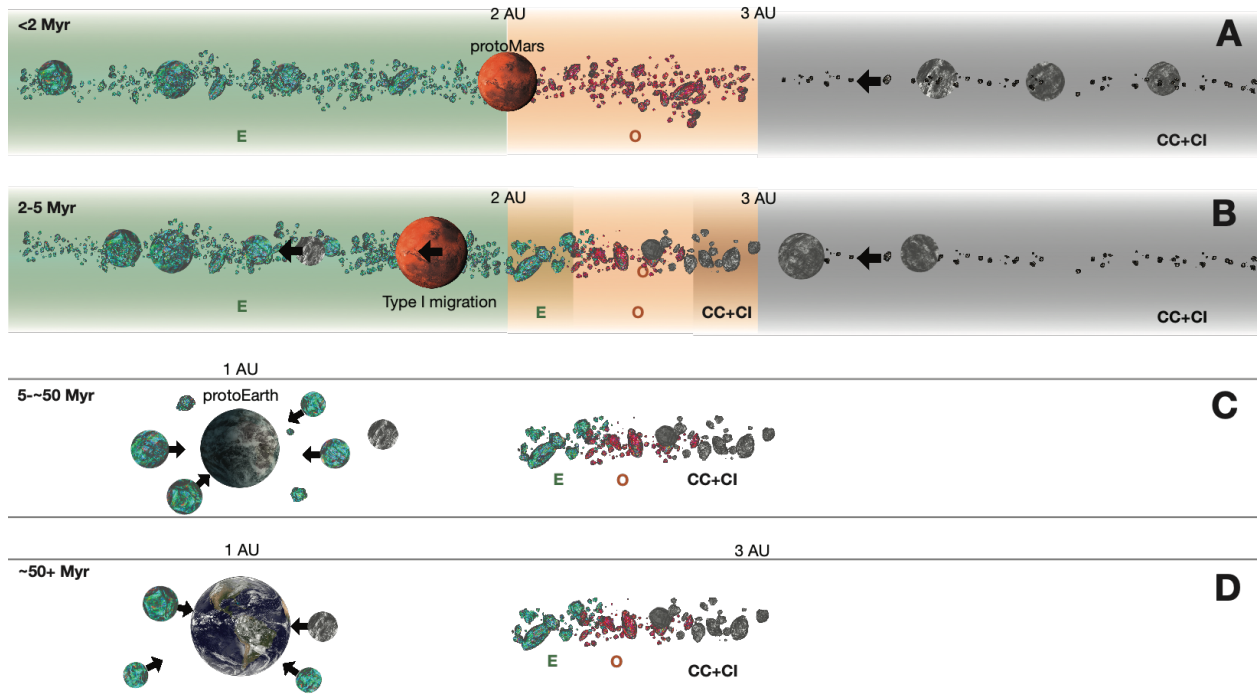 2 AU 3 AU
<2 Myr A
protoMars
E O CC+CI
2 AU 3 AU
2-5 Myr B
O
Type I migration
E E O CC+CI CC+CI
1 AU
5-~50 Myr protoEarth C
E O CC+CI
1 AU 3 AU
~50+ Myr D
E O CC+CI